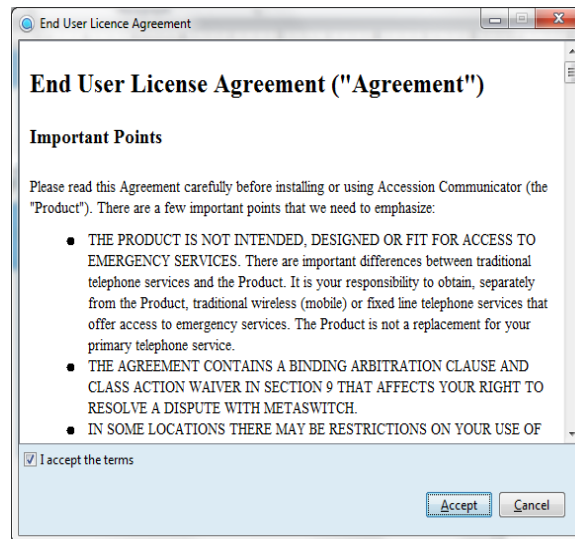 End User Licence Agreement
End User License Agreement ("Agreement")
Important Points
Please read this Agreement carefully before installing or using Accession Communicator (the
"Product"). There are a few important points that we need to emphasize:
● THE PRODUCT IS NOT INTENDED, DESIGNED OR FIT FOR ACCESS TO
EMERGENCY SERVICES. There are important differences between traditional
telephone services and the Product. It is your responsibility to obtain, separately
from the Product, traditional wireless (mobile) or fixed line telephone services that
offer access to emergency services. The Product is not a replacement for your
primary telephone service.
● THE AGREEMENT CONTAINS A BINDING ARBITRATION CLAUSE AND
CLASS ACTION WAIVER IN SECTION 9 THAT AFFECTS YOUR RIGHT TO
RESOLVE A DISPUTE WITH METASWITCH.
● IN SOME LOCATIONS THERE MAY BE RESTRICTIONS ON YOUR USE OF
I accept the terms
Accept Cancel